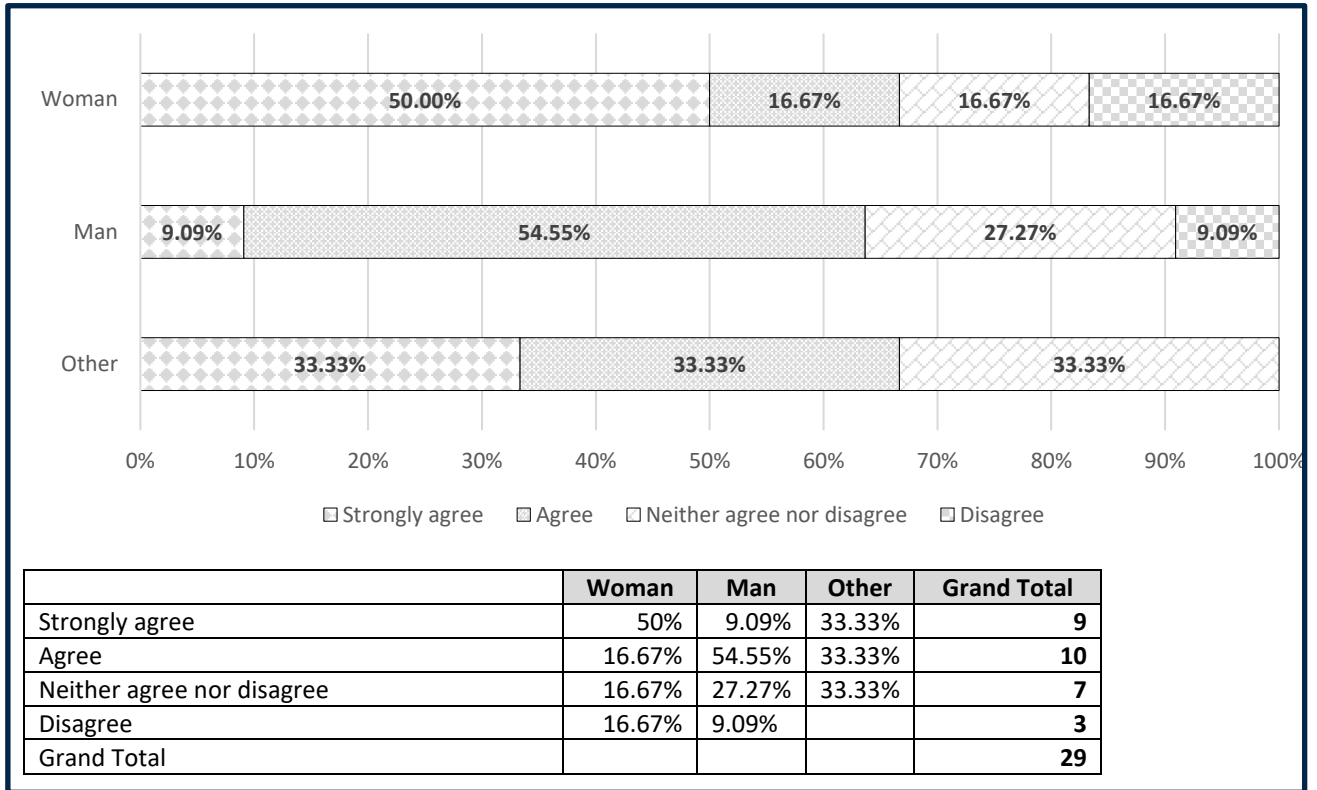 Woman 50.00% 16.67% 16.67% 16.67%
Man 9.09% 54.55% 27.27% 9.09%
Other 33.33% 33.33% 33.33%
0% 10% 20% 30% 40% 50% 60% 70% 80% 90% 100%
Strongly agree Agree Neither agree nor disagree Disagree
Woman Man Other Grand Total
Strongly agree 50% 9.09% 33.33% 9
Agree 16.67% 54.55% 33.33% 10
Neither agree nor disagree 16.67% 27.27% 33.33% 7
Disagree 16.67% 9.09% 3
Grand Total 29